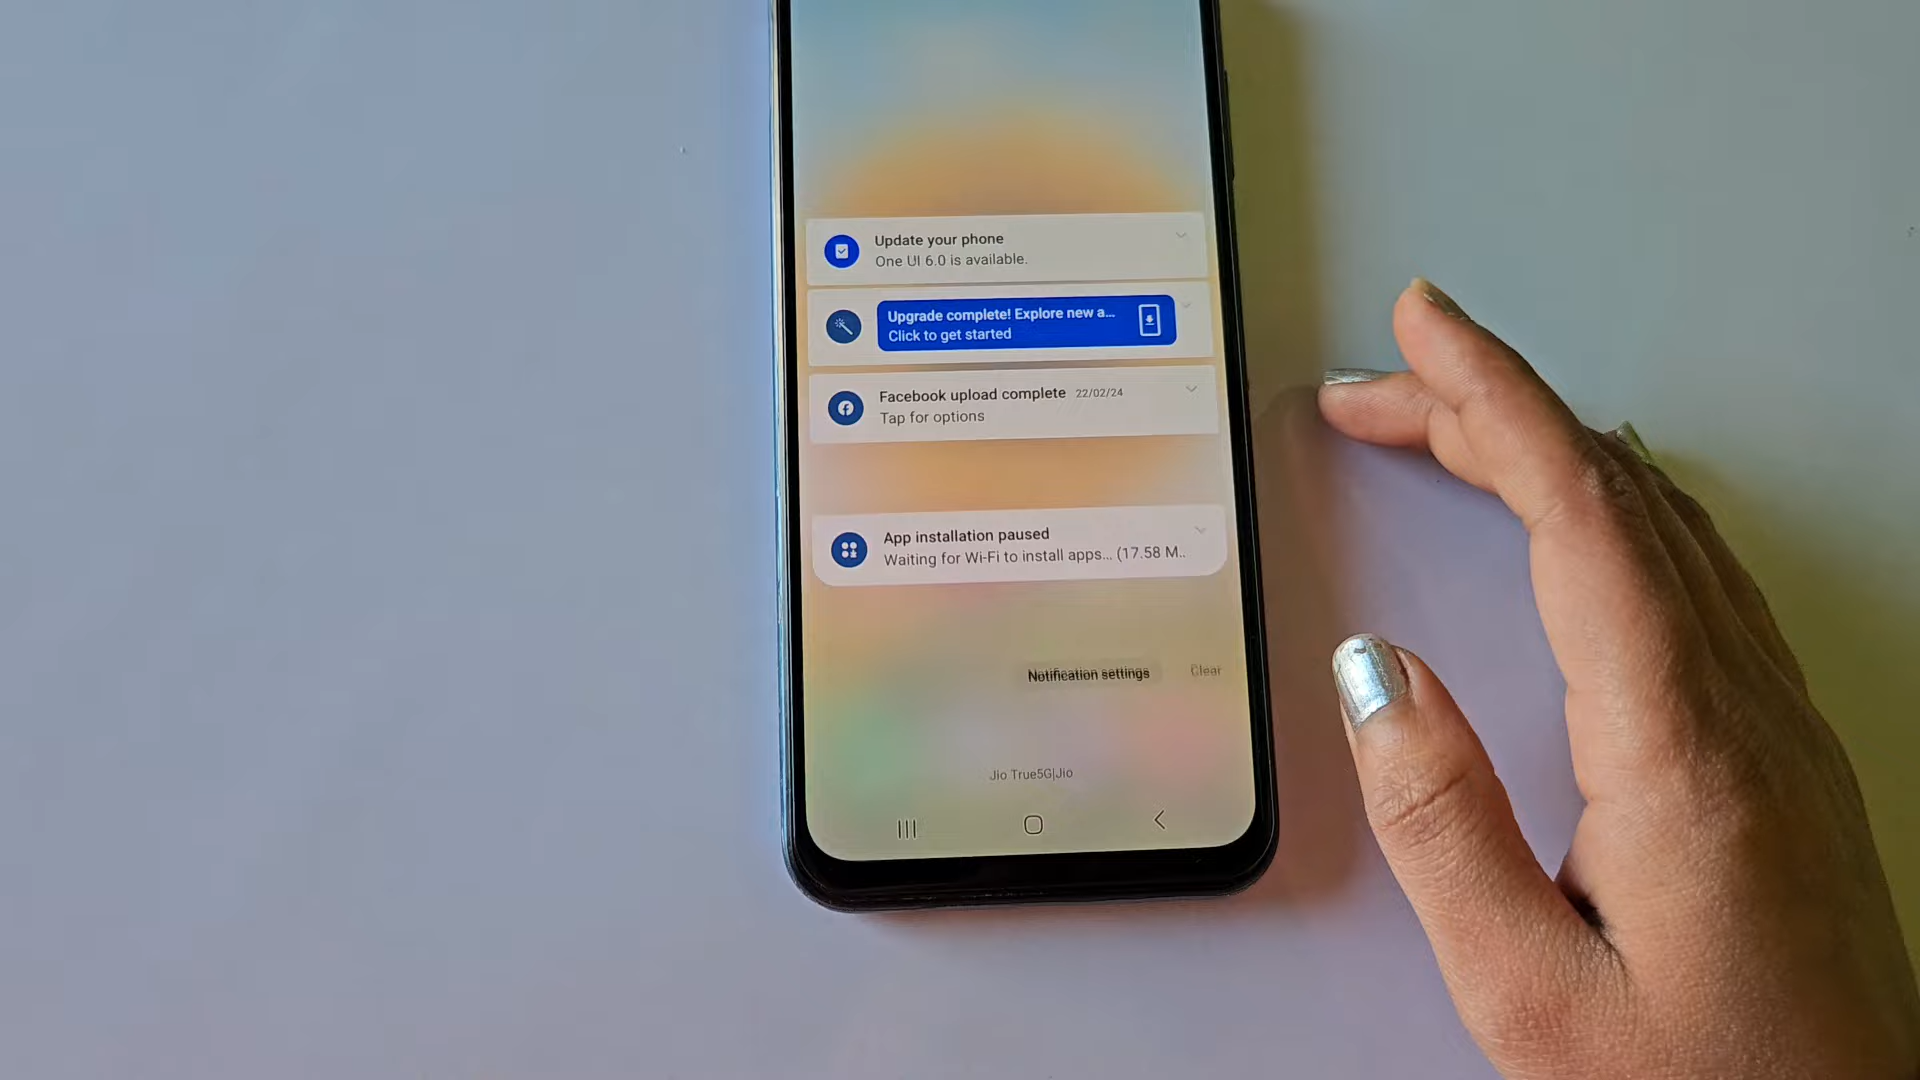 Update your phone
One UI 6.0 is available.
Upgrade complete! Explore new a...
Click to get started
Facebook upload complete 22/02/24
Tap for options
App installation paused
Waiting for Wi-Fi to install apps... (17.58 M..
Notification settings Clear
Jio True5G|Jio